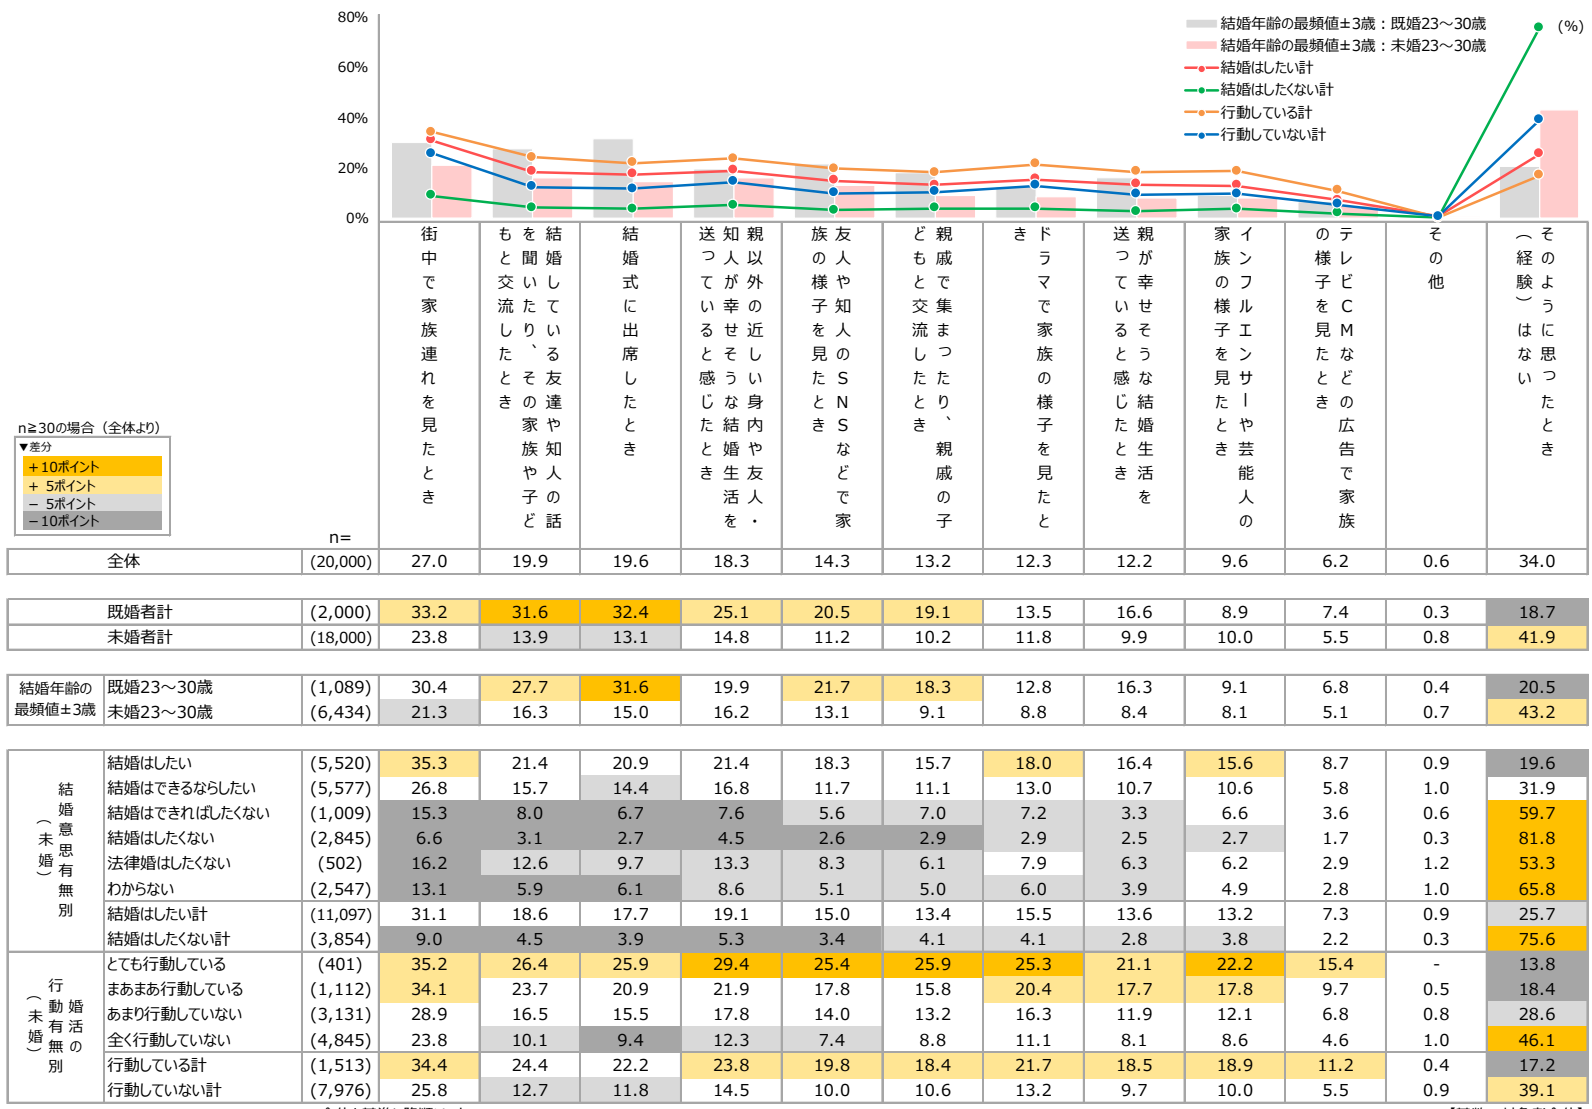 80%
60%
40%
20%
0%
結婚年齢の最頻値±3歳：既婚23～30歳
結婚年齢の最頻値±3歳：未婚23～30歳
結婚はしたい計
結婚はしたくない計
行動している計
行動していない計
(%)
街中で家族連れを見たとき
結婚している友達や知人の話を聞いたり、その家族や子どもと交流したとき
結婚式に出席したとき
親以外の近しい身内や友人・知人が幸せそうな結婚生活を送っていると感じたとき
友人や知人のSNSなどで家族の様子を見たとき
親戚で集まったり、親戚の子どもと交流したとき
ドラマで家族の様子を見たとき
親が幸せそうな結婚生活を送っていると感じたとき
インフルエンサーや芸能人の家族の様子を見たとき
テレビCMなどの広告で家族の様子を見たとき
その他
そのように思ったとき（経験）はない
n≧30の場合（全体より）
▼差分
＋10ポイント
＋ 5ポイント
－ 5ポイント
－10ポイント
n=
全体 (20,000) 27.0 19.9 19.6 18.3 14.3 13.2 12.3 12.2 9.6 6.2 0.6 34.0
既婚者計 (2,000) 33.2 31.6 32.4 25.1 20.5 19.1 13.5 16.6 8.9 7.4 0.3 18.7
未婚者計 (18,000) 23.8 13.9 13.1 14.8 11.2 10.2 11.8 9.9 10.0 5.5 0.8 41.9
結婚年齢の最頻値±3歳
既婚23～30歳 (1,089) 30.4 27.7 31.6 19.9 21.7 18.3 12.8 16.3 9.1 6.8 0.4 20.5
未婚23～30歳 (6,434) 21.3 16.3 15.0 16.2 13.1 9.1 8.8 8.4 8.1 5.1 0.7 43.2
結婚意思有無別（未婚）
結婚はしたい (5,520) 35.3 21.4 20.9 21.4 18.3 15.7 18.0 16.4 15.6 8.7 0.9 19.6
結婚はできるならしたい (5,577) 26.8 15.7 14.4 16.8 11.7 11.1 13.0 10.7 10.6 5.8 1.0 31.9
結婚はできればしたくない (1,009) 15.3 8.0 6.7 7.6 5.6 7.0 7.2 3.3 6.6 3.6 0.6 59.7
結婚はしたくない (2,845) 6.6 3.1 2.7 4.5 2.6 2.9 2.9 2.5 2.7 1.7 0.3 81.8
法律婚はしたくない (502) 16.2 12.6 9.7 13.3 8.3 6.1 7.9 6.3 6.2 2.9 1.2 53.3
わからない (2,547) 13.1 5.9 6.1 8.6 5.1 5.0 6.0 3.9 4.9 2.8 1.0 65.8
結婚はしたい計 (11,097) 31.1 18.6 17.7 19.1 15.0 13.4 15.5 13.6 13.2 7.3 0.9 25.7
結婚はしたくない計 (3,854) 9.0 4.5 3.9 5.3 3.4 4.1 4.1 2.8 3.8 2.2 0.3 75.6
婚活の行動有無別（未婚）
とても行動している (401) 35.2 26.4 25.9 29.4 25.4 25.9 25.3 21.1 22.2 15.4 - 13.8
まあまあ行動している (1,112) 34.1 23.7 20.9 21.9 17.8 15.8 20.4 17.7 17.8 9.7 0.5 18.4
あまり行動していない (3,131) 28.9 16.5 15.5 17.8 14.0 13.2 16.3 11.9 12.1 6.8 0.8 28.6
全く行動していない (4,845) 23.8 10.1 9.4 12.3 7.4 8.8 11.1 8.1 8.6 4.6 1.0 46.1
行動している計 (1,513) 34.4 24.4 22.2 23.8 19.8 18.4 21.7 18.5 18.9 11.2 0.4 17.2
行動していない計 (7,976) 25.8 12.7 11.8 14.5 10.0 10.6 13.2 9.7 10.0 5.5 0.9 39.1